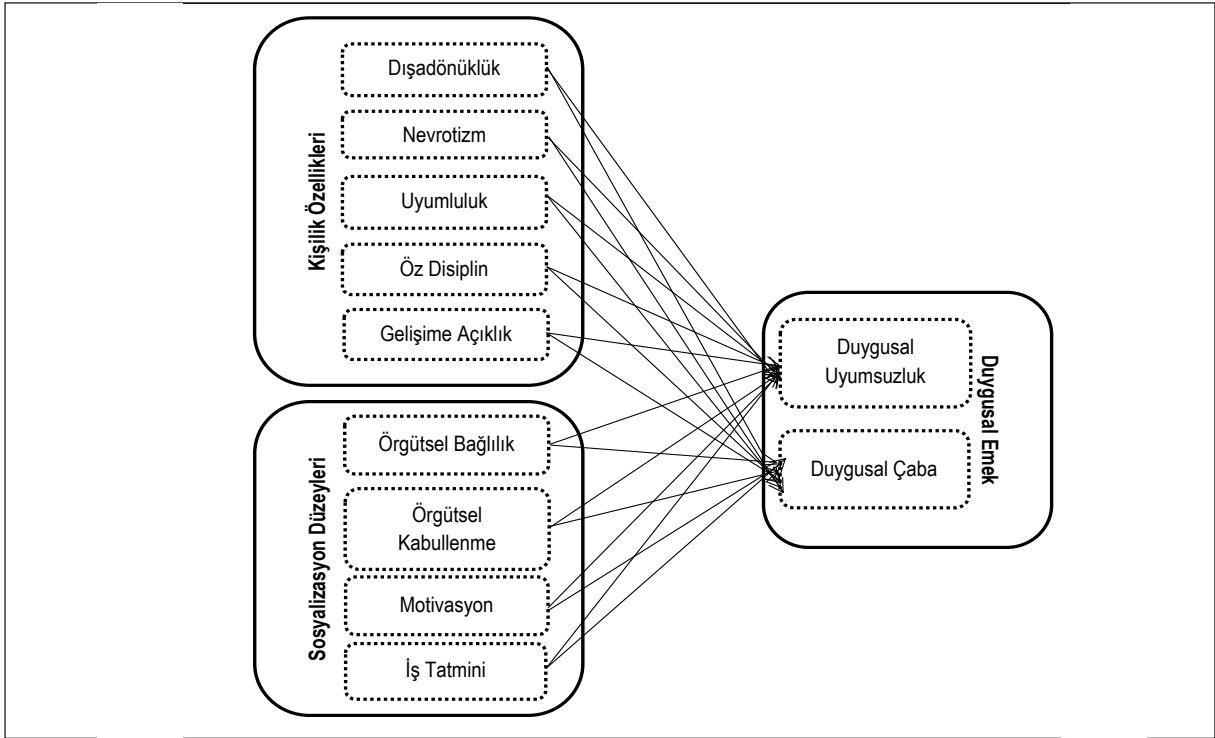 Kişilik Özellikleri
Dışadönüklük
Nevrotizm
Uyumluluk
Öz Disiplin
Gelişime Açıklık
Sosyalizasyon Düzeyleri
Örgütsel Bağlılık
Örgütsel
Kabullenme
Motivasyon
İş Tatmini
Duygusal
Uyumsuzluk
Duygusal Çaba
Duygusal Emek